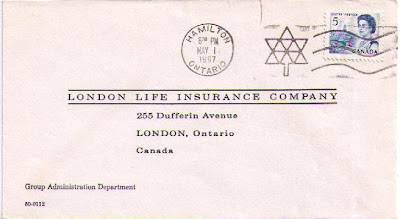 HAMILTON
6 PM
MAY 1
1967
ONTARIO
5
CANADA
LONDON LIFE INSURANCE COMPANY
255 Dufferin Avenue
LONDON, Ontario
Canada
Group Administration Department
80-0112